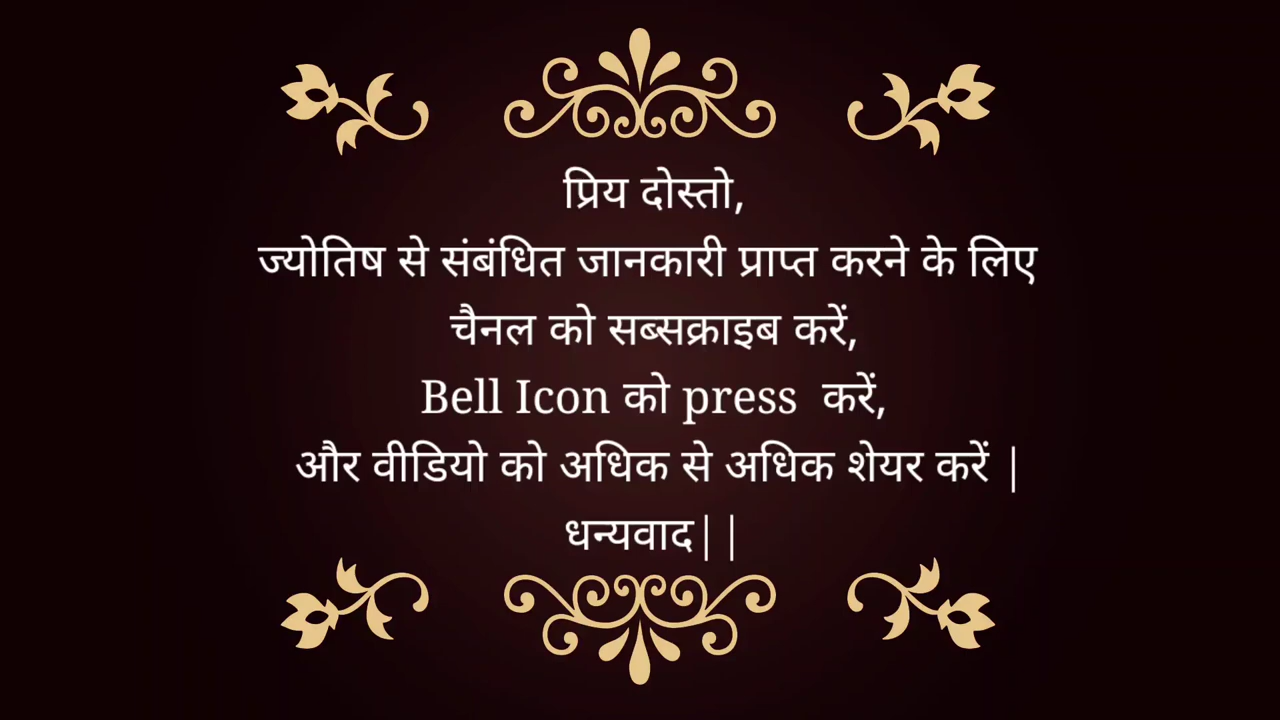 प्रिय दोस्तो,
ज्योतिष से संबंधित जानकारी प्राप्त करने के लिए
चैनल को सब्सक्राइब करें,
Bell Icon को press  करें,
और वीडियो को अधिक से अधिक शेयर करें |
धन्यवाद||